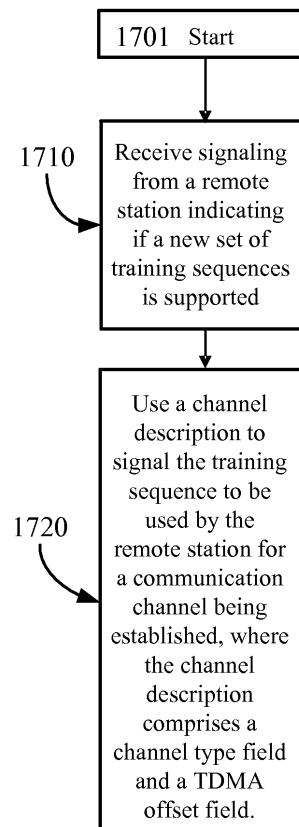 1701 Start
1710
Receive signaling
from a remote
station indicating
if a new set of
training sequences
is supported
1720
Use a channel
description to
signal the training
sequence to be
used by the
remote station for
a communication
channel being
established, where
the channel
description
comprises a
channel type field
and a TDMA
offset field.